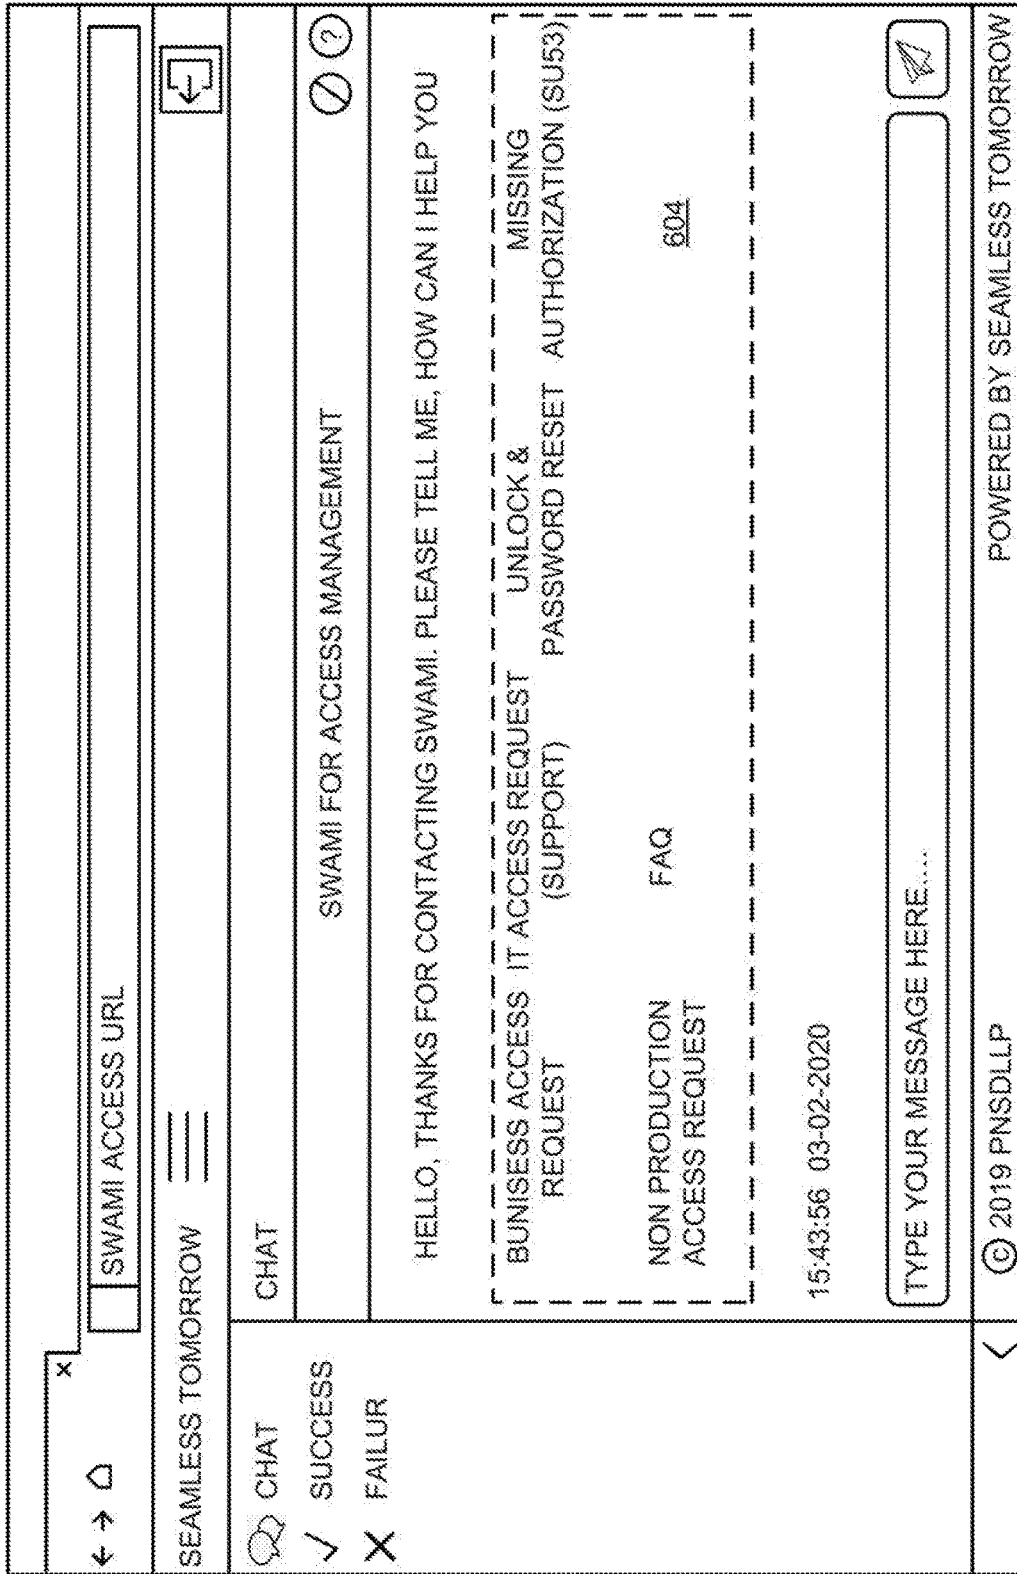 ×
SWAMI ACCESS URL
SEAMLESS TOMORROW
CHAT
SUCCESS
FAILUR
CHAT
SWAMI FOR ACCESS MANAGEMENT
?
HELLO, THANKS FOR CONTACTING SWAMI. PLEASE TELL ME, HOW CAN I HELP YOU
BUNISESS ACCESS
REQUEST
IT ACCESS REQUEST
(SUPPORT)
UNLOCK &
PASSWORD RESET
MISSING
AUTHORIZATION (SU53)
NON PRODUCTION
ACCESS REQUEST
FAQ
604
15:43:56 03-02-2020
TYPE YOUR MESSAGE HERE....
© 2019 PNSDLLP
POWERED BY SEAMLESS TOMORROW